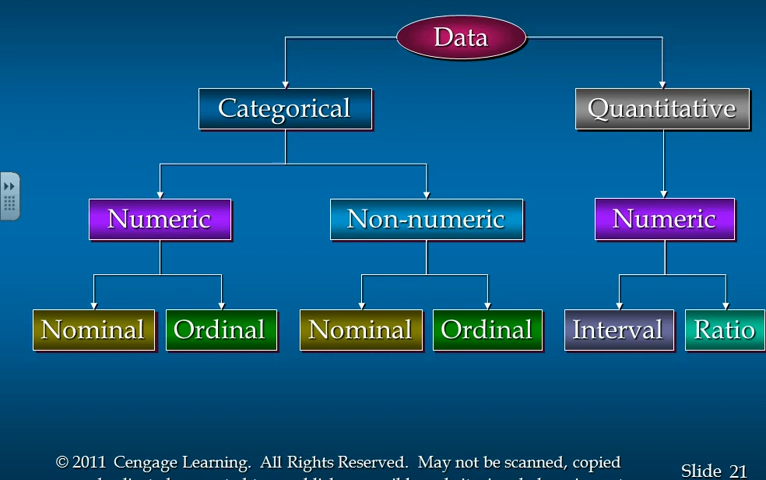 Data
Categorical
Quantitative
Numeric
Non-numeric
Numeric
Nominal
Ordinal
Nominal
Ordinal
Interval
Ratio
© 2011 Cengage Learning. All Rights Reserved. May not be scanned, copied
Slide 21